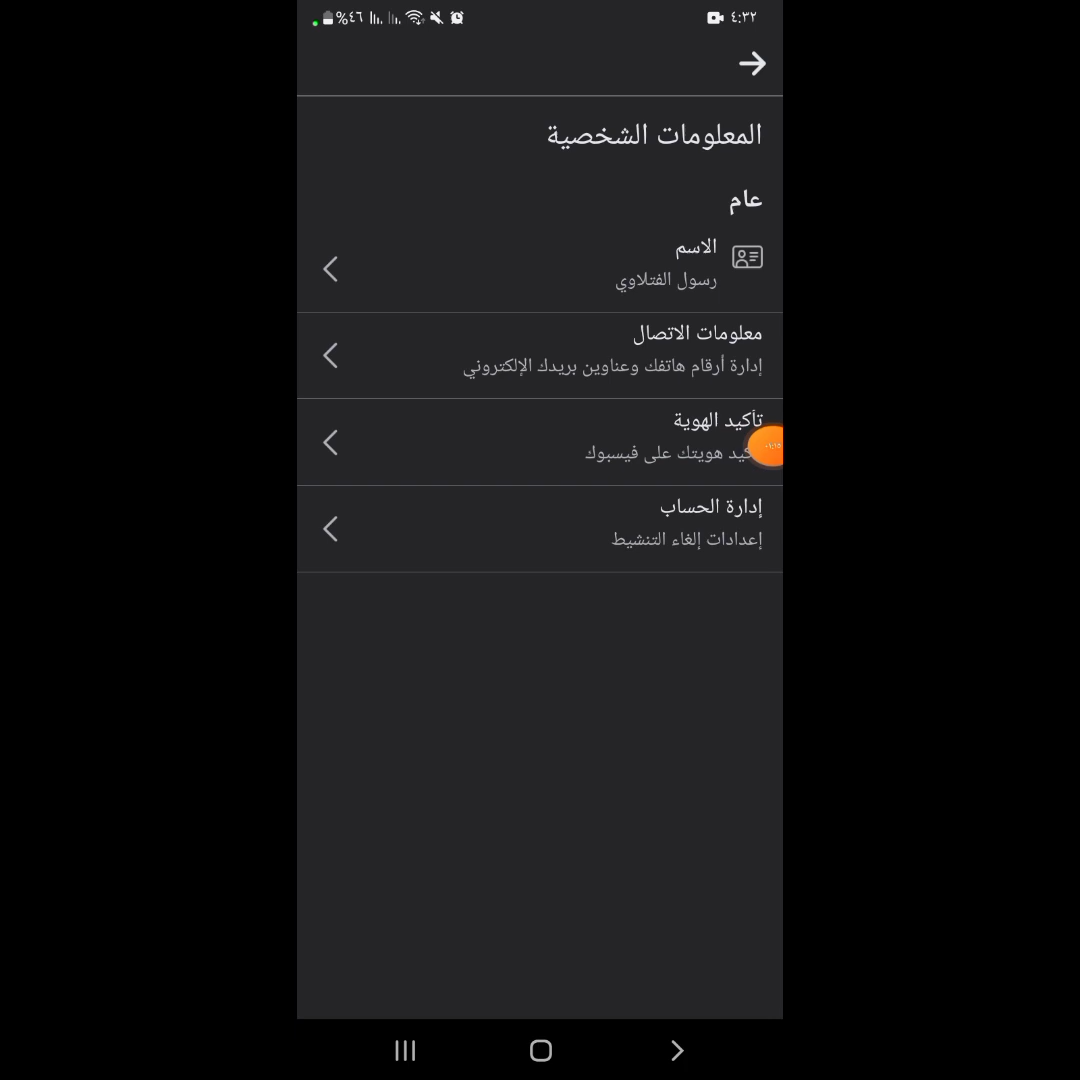 ٤:٣٢
%٤٦
المعلومات الشخصية
عام
الاسم
رسول الفتلاوي
معلومات الاتصال
إدارة أرقام هاتفك وعناوين بريدك الإلكتروني
تأكيد الهوية
كيد هويتك على فيسبوك
إدارة الحساب
إعدادات إلغاء التنشيط